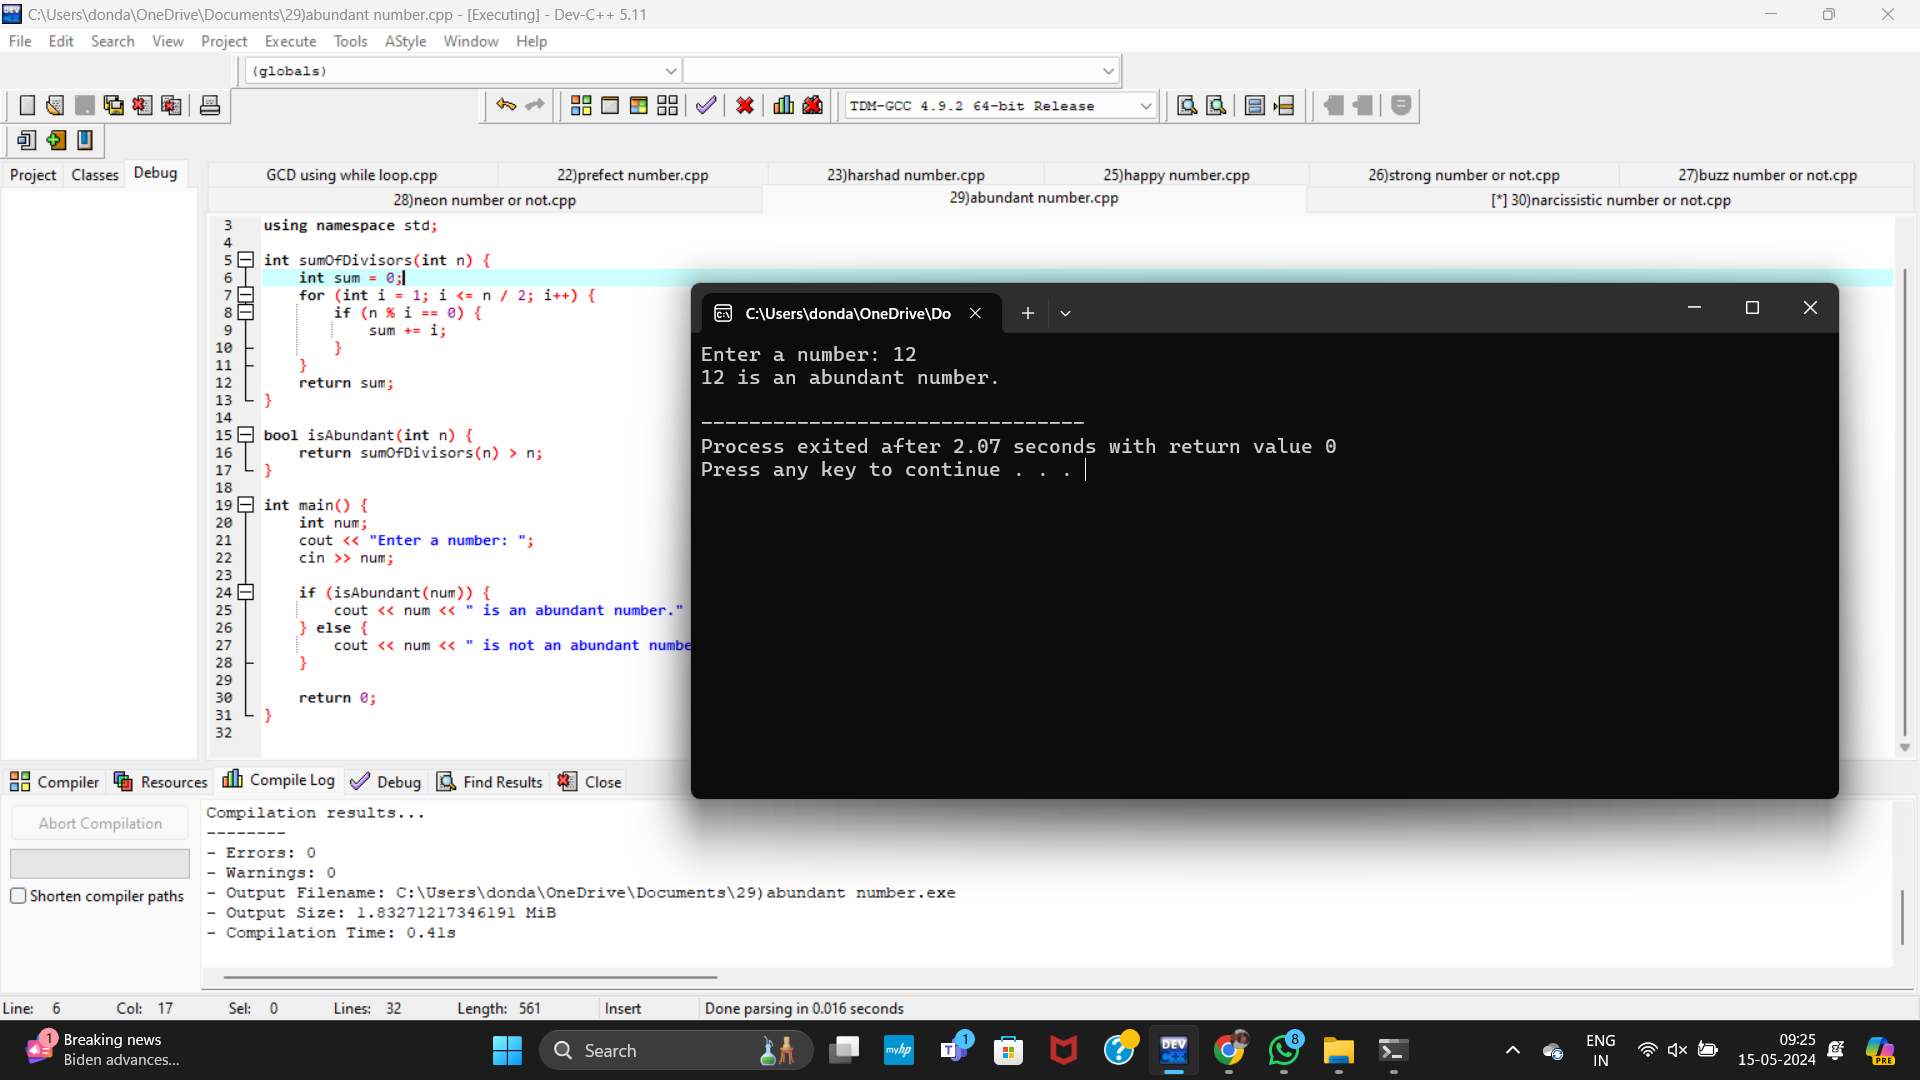 C:\Users\donda\OneDrive\Documents\29)abundant number.cpp - [Executing] - Dev-C++ 5.11
File Edit Search View Project Execute Tools AStyle Window Help
(globals)
TDM-GCC 4.9.2 64-bit Release
Project Classes Debug
GCD using while loop.cpp 22)prefect number.cpp 23)harshad number.cpp 25)happy number.cpp 26)strong number or not.cpp 27)buzz number or not.cpp
28)neon number or not.cpp 29)abundant number.cpp [*] 30)narcissistic number or not.cpp
3 using namespace std;
4
5 int sumOfDivisors(int n) {
6 int sum = 0;
7 for (int i = 1; i <= n / 2; i++) {
8 if (n % i == 0) {
9 sum += i;
10 }
11 }
12 return sum;
13 }
14
15 bool isAbundant(int n) {
16 return sumOfDivisors(n) > n;
17 }
18
19 int main() {
20 int num;
21 cout << "Enter a number: ";
22 cin >> num;
23
24 if (isAbundant(num)) {
25 cout << num << " is an abundant number."
26 } else {
27 cout << num << " is not an abundant numbe
28 }
29
30 return 0;
31 }
32
C:\Users\donda\OneDrive\Do
Enter a number: 12
12 is an abundant number.
--------------------------------
Process exited after 2.07 seconds with return value 0
Press any key to continue . . .
Compiler Resources Compile Log Debug Find Results Close
Abort Compilation
Shorten compiler paths
Compilation results...
--------
- Errors: 0
- Warnings: 0
- Output Filename: C:\Users\donda\OneDrive\Documents\29)abundant number.exe
- Output Size: 1.83271217346191 MiB
- Compilation Time: 0.41s
Line: 6 Col: 17 Sel: 0 Lines: 32 Length: 561 Insert Done parsing in 0.016 seconds
1
Breaking news
Biden advances...
Search
myhp
1
DEV
8
ENG
IN
09:25
15-05-2024
PRE